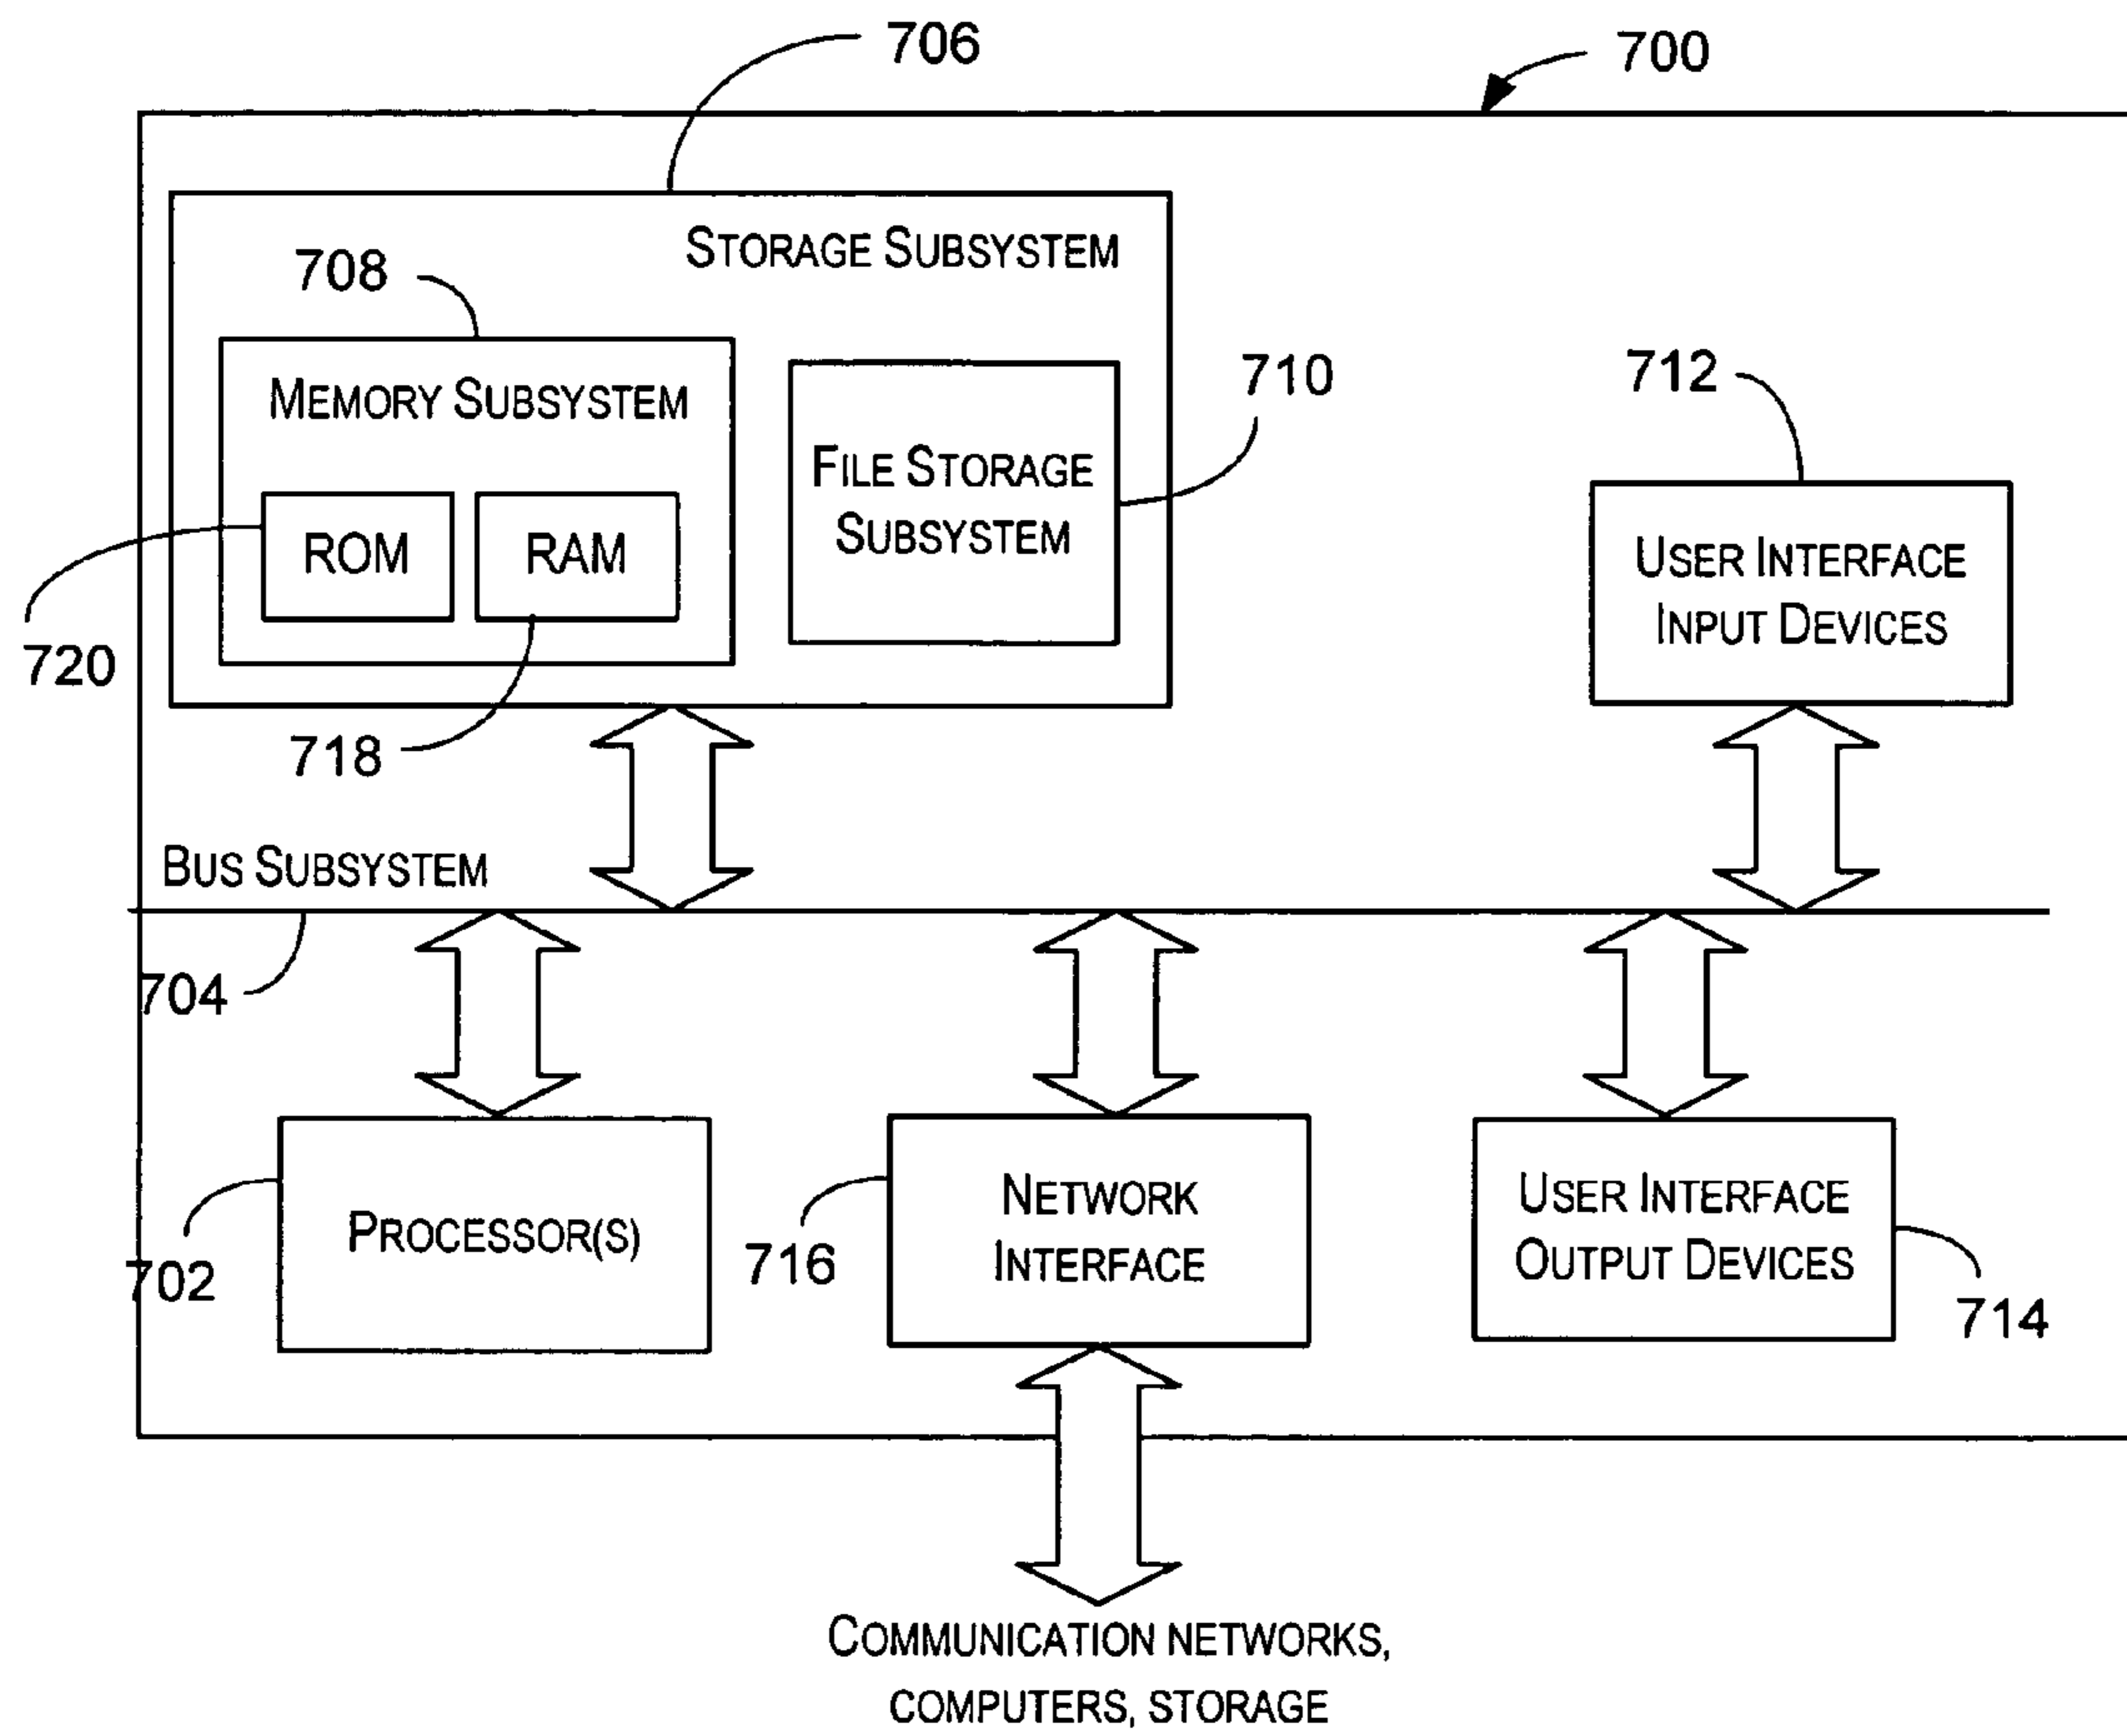 706
700
STORAGE SUBSYSTEM
708
MEMORY SUBSYSTEM
710
712
FILE STORAGE
SUBSYSTEM
ROM
RAM
USER INTERFACE
INPUT DEVICES
720
718
BUS SUBSYSTEM
704
PROCESSOR(S)
702
NETWORK
INTERFACE
716
USER INTERFACE
OUTPUT DEVICES
714
COMMUNICATION NETWORKS,
COMPUTERS, STORAGE